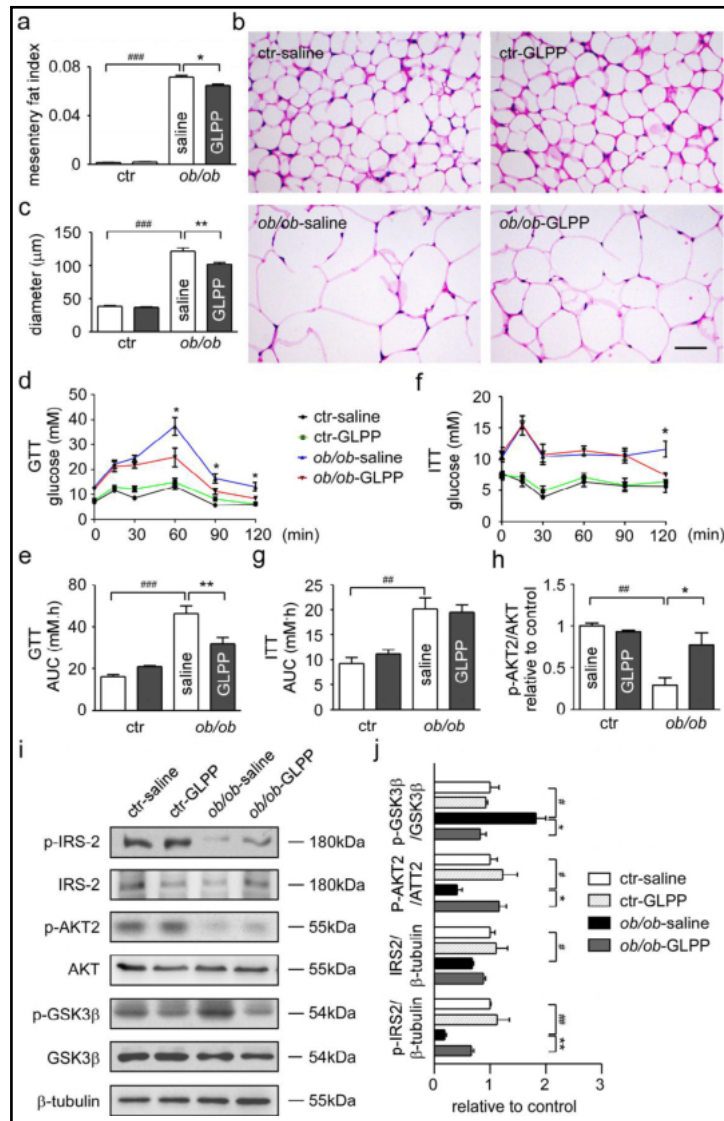 a
mesentery fat index
0.08
0.04
0
###
*
saline
GLPP
ctr
ob/ob
b
ctr-saline
ctr-GLPP
ob/ob-saline
ob/ob-GLPP
c
diameter (μm)
150
100
50
0
###
**
saline
GLPP
ctr
ob/ob
d
GTT
glucose (mM)
50
40
30
20
10
0
*
*
*
0 30 60 90 120 (min)
ctr-saline
ctr-GLPP
ob/ob-saline
ob/ob-GLPP
f
ITT
glucose (mM)
20
15
10
5
0
*
0 30 60 90 120 (min)
e
GTT
AUC (mM.h)
80
60
40
20
0
###
**
saline
GLPP
ctr
ob/ob
g
ITT
AUC (mM·h)
25
20
15
10
5
0
##
saline
GLPP
ctr
ob/ob
h
p-AKT2/AKT
relative to control
1.5
1
0.5
0
##
*
saline
GLPP
ctr
ob/ob
i
ctr-saline
ctr-GLPP
ob/ob-saline
ob/ob-GLPP
p-IRS-2
180kDa
IRS-2
180kDa
p-AKT2
55kDa
AKT
55kDa
p-GSK3β
54kDa
GSK3β
54kDa
β-tubulin
55kDa
j
p-GSK3β
/GSK3β
#
*
P-AKT2
/ATT2
#
*
IRS2/
β-tubulin
#
p-IRS2/
β-tubulin
##
**
0 1 2 3
relative to control
ctr-saline
ctr-GLPP
ob/ob-saline
ob/ob-GLPP